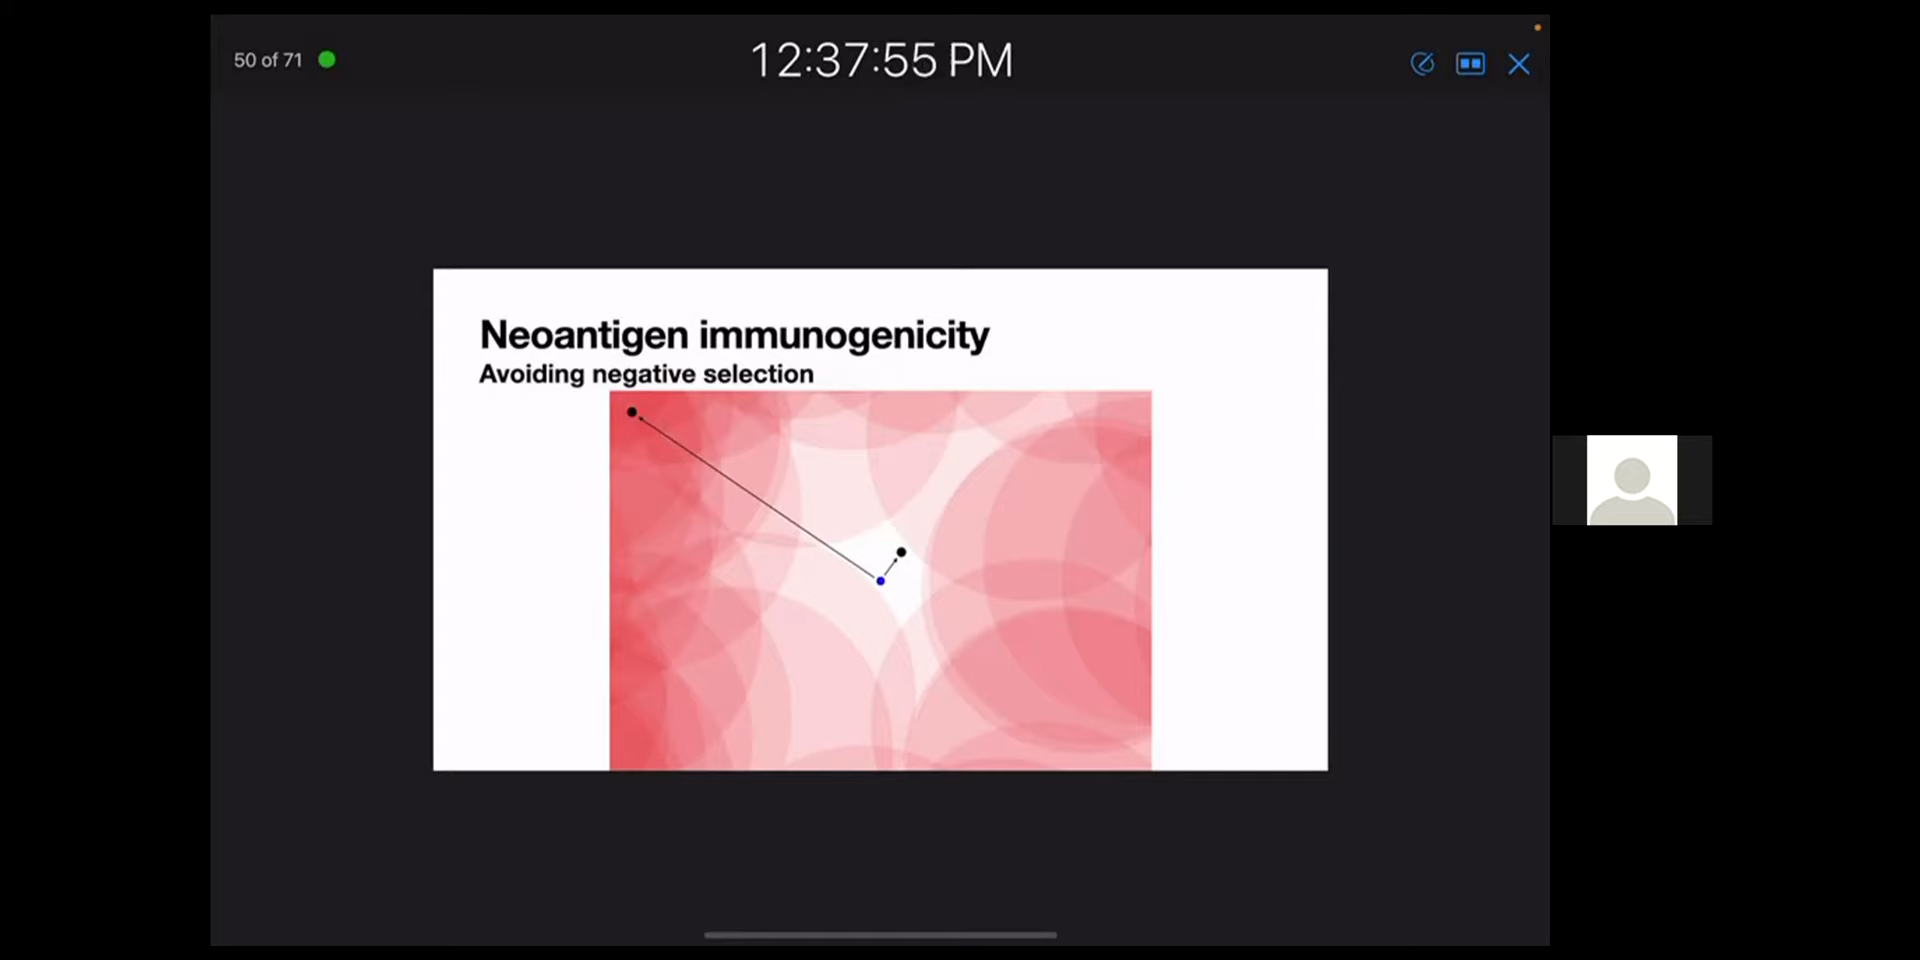 50 of 71
12:37:55 PM
Neoantigen immunogenicity
Avoiding negative selection